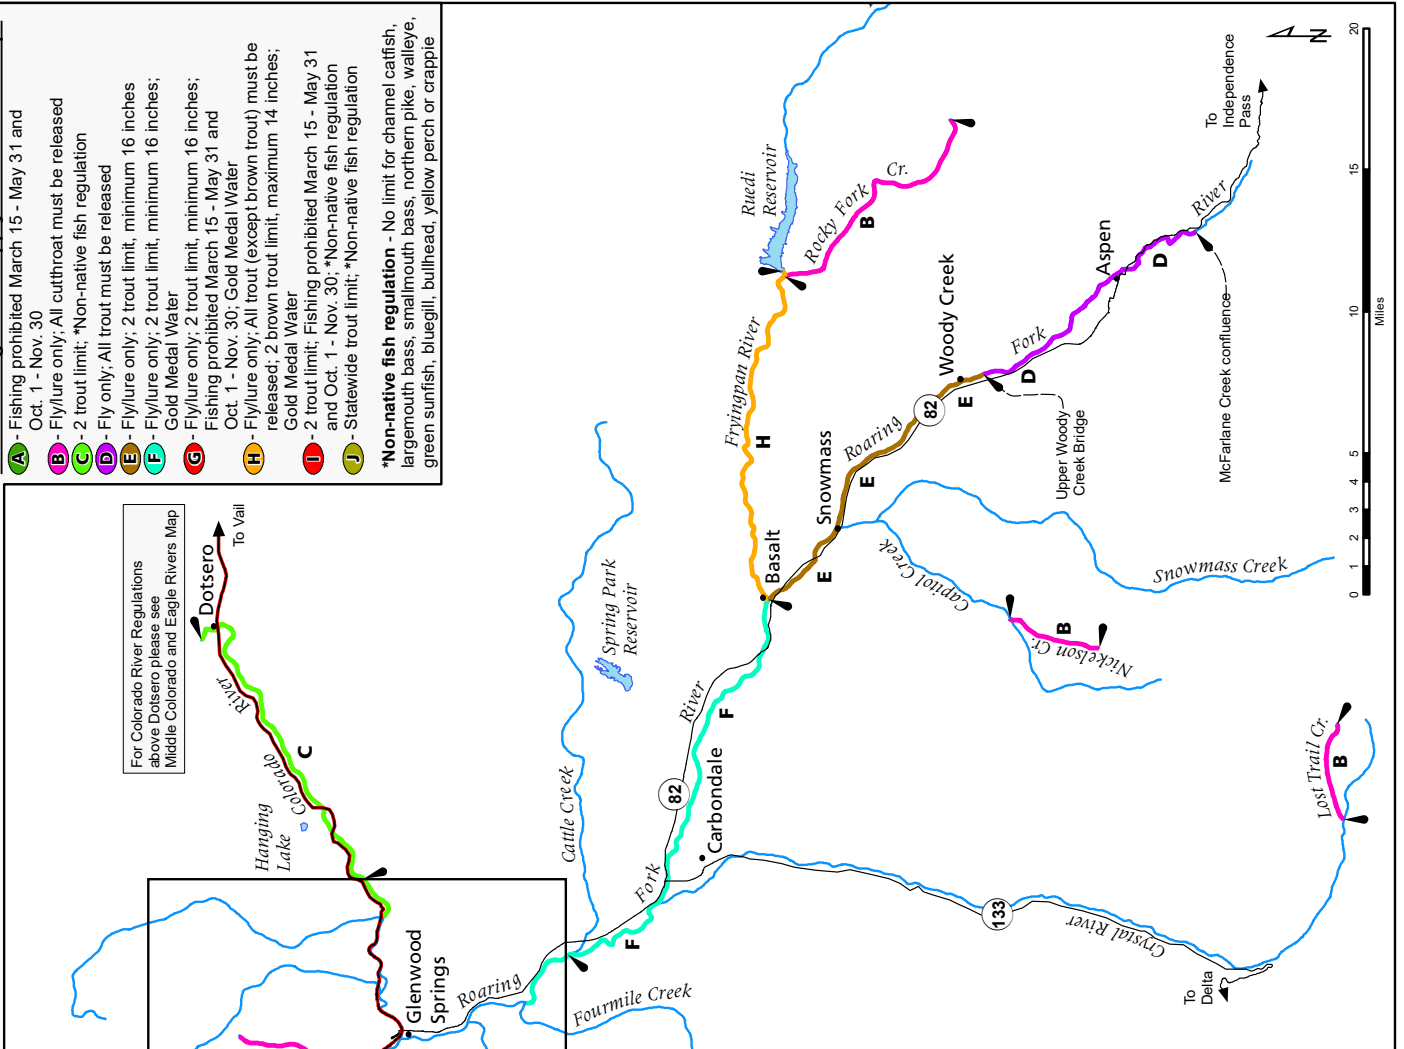 A - Fishing prohibited March 15 - May 31 and
Oct. 1 - Nov. 30
B - Fly/lure only; All cutthroat must be released
C - 2 trout limit; *Non-native fish regulation
D - Fly only; All trout must be released
E - Fly/lure only; 2 trout limit, minimum 16 inches
F - Fly/lure only; 2 trout limit, minimum 16 inches;
Gold Medal Water
G - Fly/lure only; 2 trout limit, minimum 16 inches;
Fishing prohibited March 15 - May 31 and
Oct. 1 - Nov. 30; Gold Medal Water
H - Fly/lure only; All trout (except brown trout) must be
released; 2 brown trout limit, maximum 14 inches;
Gold Medal Water
I - 2 trout limit; Fishing prohibited March 15 - May 31
and Oct. 1 - Nov. 30; *Non-native fish regulation
J - Statewide trout limit; *Non-native fish regulation
*Non-native fish regulation - No limit for channel catfish,
largemouth bass, smallmouth bass, northern pike, walleye,
green sunfish, bluegill, bullhead, yellow perch or crappie
For Colorado River Regulations
above Dotsero please see
Middle Colorado and Eagle Rivers Map
To Vail
Dotsero
River
Colorado
C
Hanging
Lake
Glenwood
Springs
Roaring
Fork
River
F
F
Fourmile Creek
Cattle Creek
Spring Park
Reservoir
82
Carbondale
133
Crystal River
To
Delta
Lost Trail Cr.
B
Basalt
Fryingpan River
H
Ruedi
Reservoir
Rocky Fork
Cr.
B
Snowmass
E
E
E
Roaring
82
Woody Creek
Fork
D
D
Aspen
River
To
Independence
Pass
Upper Woody
Creek Bridge
McFarlane Creek confluence
Capitol Creek
Nickelson Cr.
B
Snowmass Creek
N
0 1 2 3 4 5 10 15 20
Miles